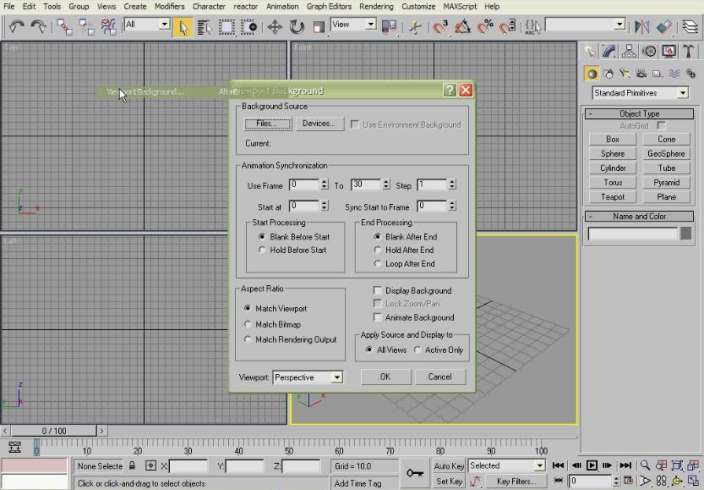 File Edit Tools Group Views Create Modifiers Character reactor Animation Graph Editors Rendering Customize MAXScript Help
All
View
Viewport Background...
Viewport Background
Background Source
Files... Devices... Use Environment Background
Current:
Animation Synchronization
Use Frame 0 To 30 Step 1
Start at 0 Sync Start to Frame 0
Start Processing End Processing
Blank Before Start Blank After End
Hold Before Start Hold After End
Loop After End
Aspect Ratio Display Background
Match Viewport Lock Zoom/Pan
Match Bitmap Animate Background
Match Rendering Output
Apply Source and Display to
All Views Active Only
Viewport: Perspective OK Cancel
Standard Primitives
- Object Type
AutoGrid
Box Cone
Sphere GeoSphere
Cylinder Tube
Torus Pyramid
Teapot Plane
- Name and Color
< 0 / 100 >
0 10 20 30 40 50 60 70 80 90 100
None Selecte X: Y: Z: Grid = 10,0 Auto Key Selected
Click or click-and-drag to select objects Add Time Tag Set Key Key Filters... 0